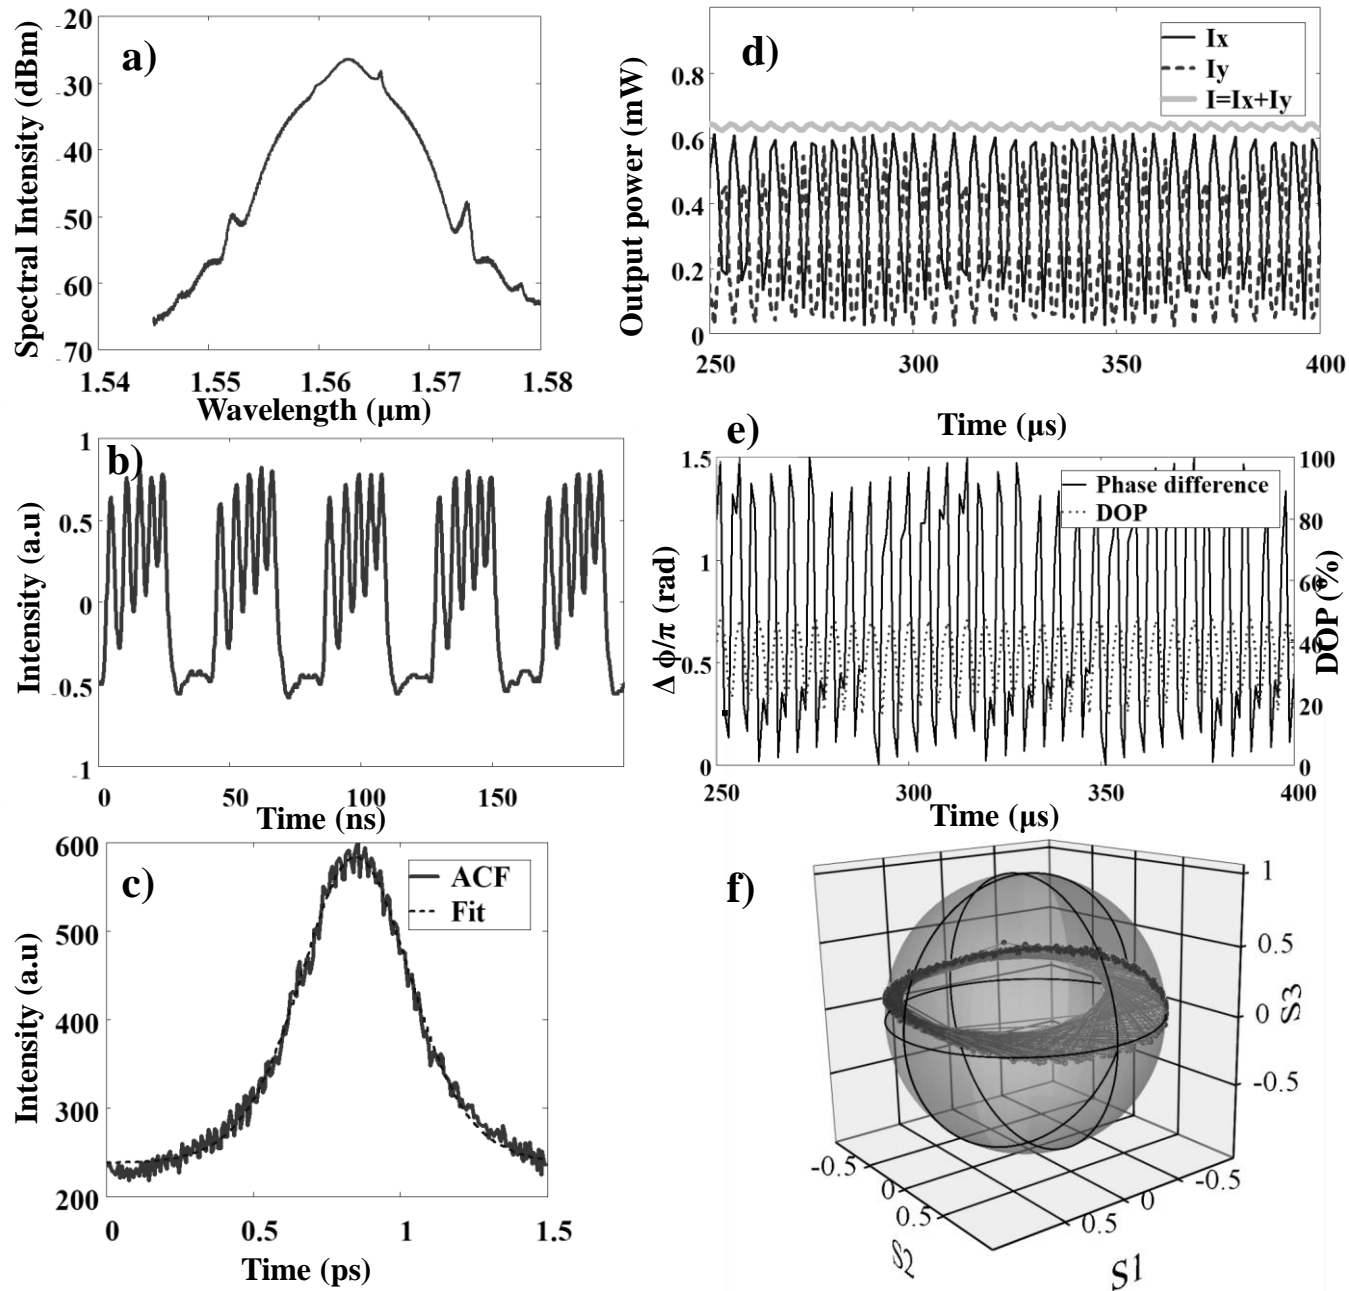 a)
Spectral Intensity (dBm)
-20
-30
-40
-50
-60
-70
1.54 1.55 1.56 1.57 1.58
Wavelength (μm)
b)
Intensity (a.u)
1
0.5
0
-0.5
-1
0 50 100 150
Time (ns)
c)
Intensity (a.u)
600
500
400
300
200
ACF
Fit
0 0.5 1 1.5
Time (ps)
d)
Output power (mW)
0.8
0.6
0.4
0.2
0
Ix
Iy
I=Ix+Iy
250 300 350 400
Time (μs)
e)
Δ ϕ/π (rad)
1.5
1
0.5
0
Phase difference
DOP
100
80
60
40
20
0
DOP (%)
250 300 350 400
Time (μs)
f)
1
0.5
0
-0.5
S3
-0.5
0
0.5
S2
0.5
0
-0.5
S1